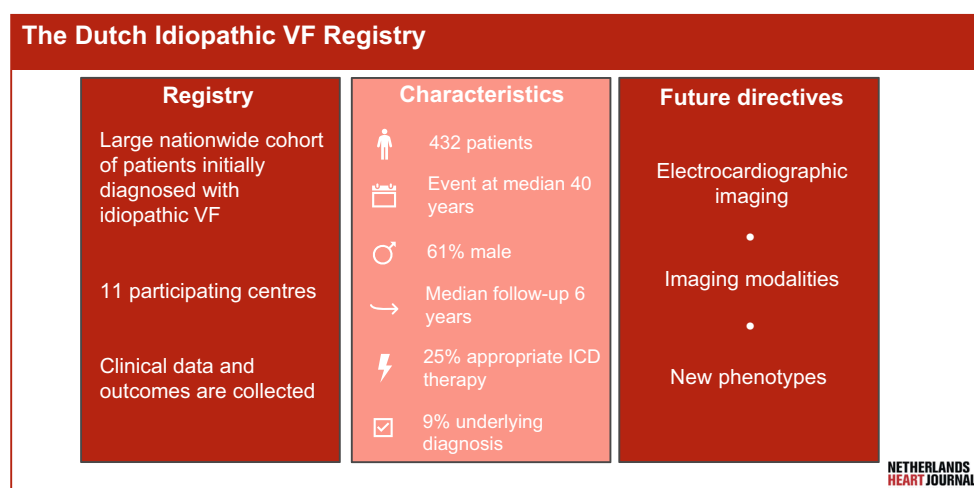 The Dutch Idiopathic VF Registry
Registry
Large nationwide cohort
of patients initially
diagnosed with
idiopathic VF
11 participating centres
Clinical data and
outcomes are collected
Characteristics
432 patients
Event at median 40
years
61% male
Median follow-up 6
years
25% appropriate ICD
therapy
9% underlying
diagnosis
Future directives
Electrocardiographic
imaging
•
Imaging modalities
•
New phenotypes
NETHERLANDS
HEART JOURNAL